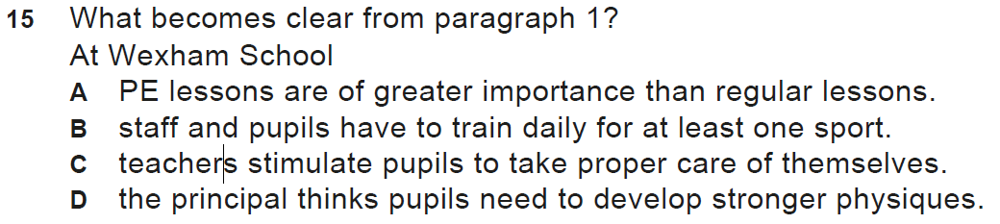 15 What becomes clear from paragraph 1?
At Wexham School
A PE lessons are of greater importance than regular lessons.
B staff and pupils have to train daily for at least one sport.
C teachers stimulate pupils to take proper care of themselves.
D the principal thinks pupils need to develop stronger physiques.